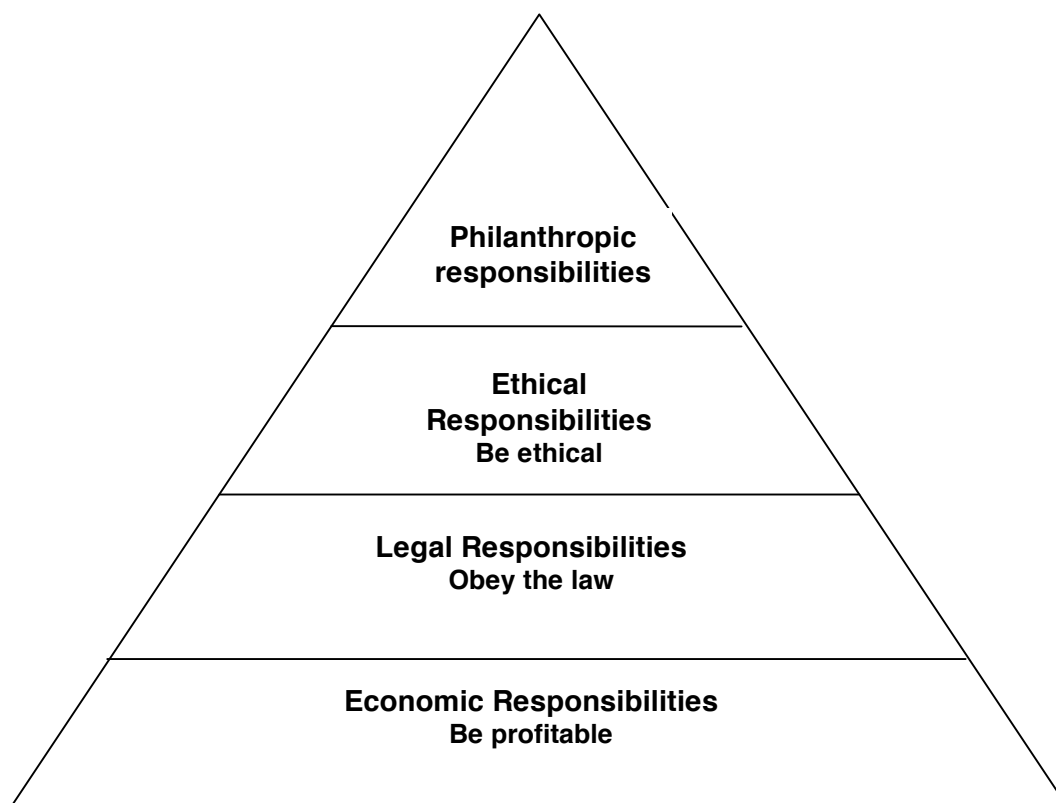 Philanthropic
responsibilities
Ethical
Responsibilities
Be ethical
Legal Responsibilities
Obey the law
Economic Responsibilities
Be profitable